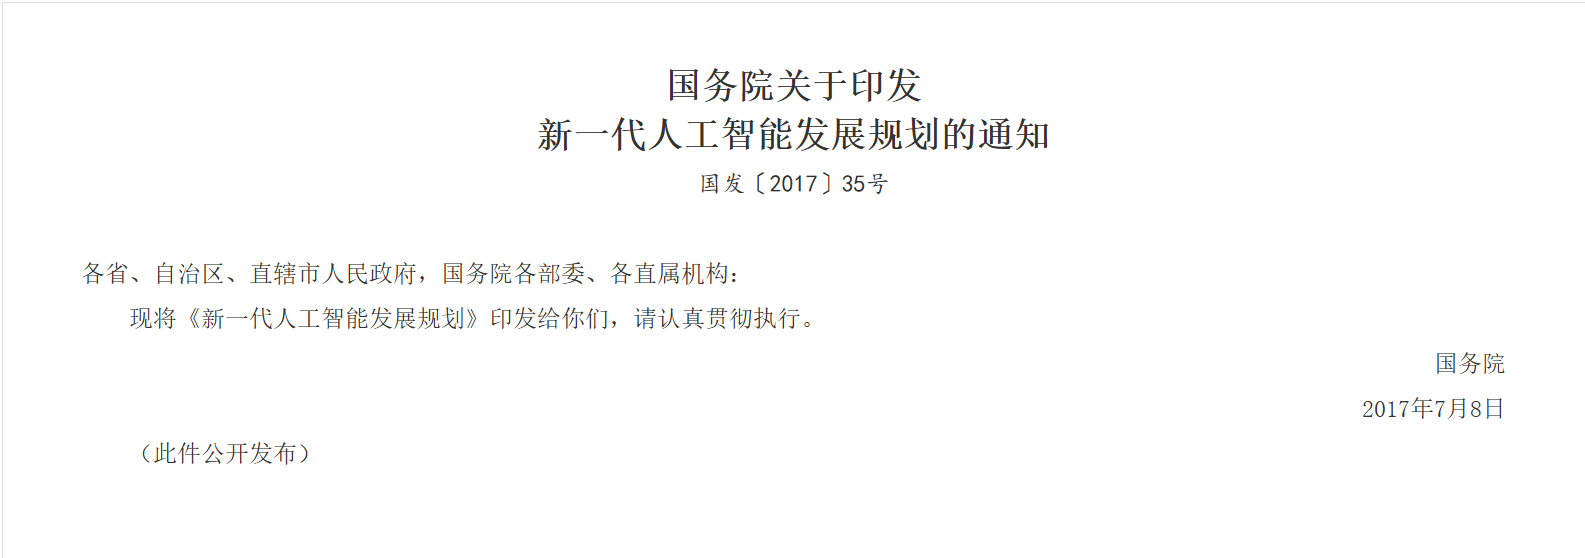 国务院关于印发
新一代人工智能发展规划的通知
国发〔2017〕35号
各省、自治区、直辖市人民政府，国务院各部委、各直属机构：
现将《新一代人工智能发展规划》印发给你们，请认真贯彻执行。
国务院
2017年7月8日
（此件公开发布）